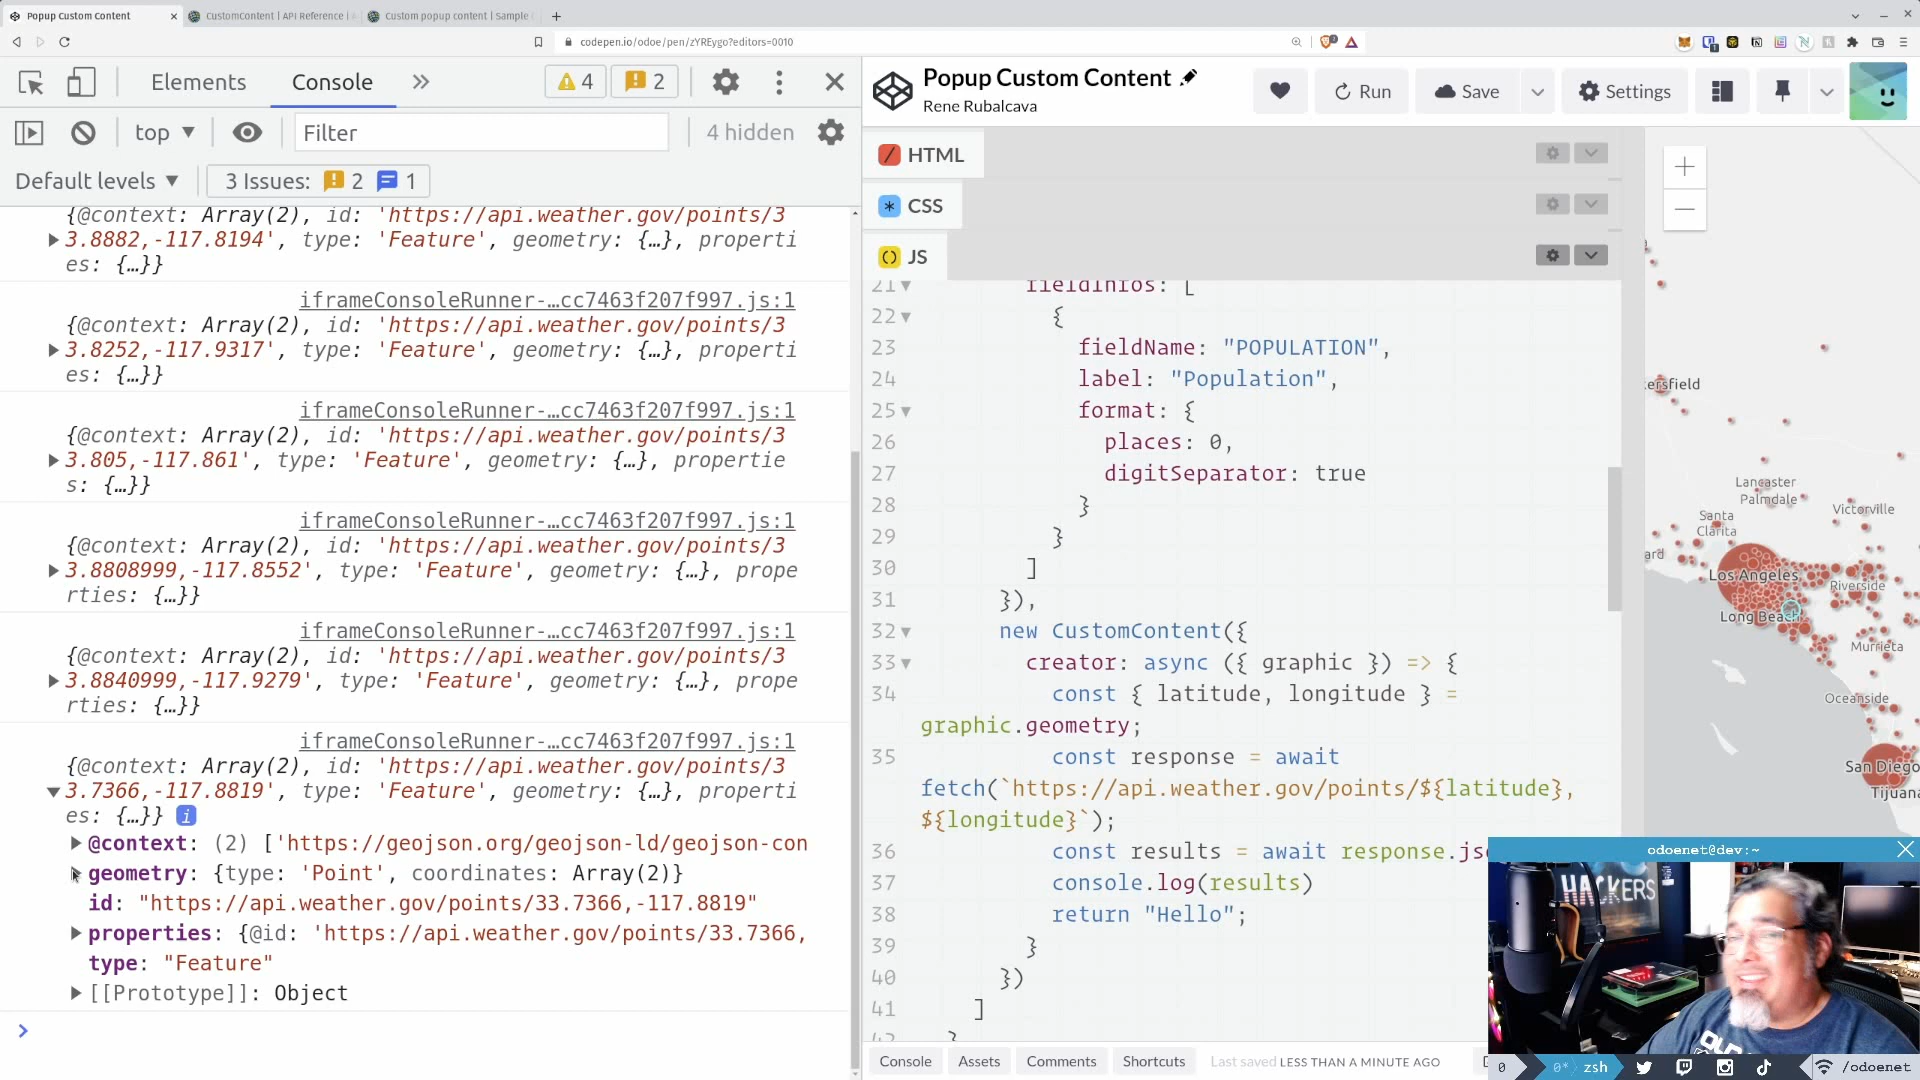 Popup Custom Content
CustomContent | API Reference |
Custom popup content | Sample
codepen.io/odoe/pen/zYREygo?editors=0010
Elements
Console
4
2
top
Filter
4 hidden
Default levels
3 Issues: 2 1
{@context: Array(2), id: 'https://api.weather.gov/points/3
3.8882,-117.8194', type: 'Feature', geometry: {…}, properti
es: {…}}
iframeConsoleRunner-…cc7463f207f997.js:1
{@context: Array(2), id: 'https://api.weather.gov/points/3
3.8252,-117.9317', type: 'Feature', geometry: {…}, properti
es: {…}}
iframeConsoleRunner-…cc7463f207f997.js:1
{@context: Array(2), id: 'https://api.weather.gov/points/3
3.805,-117.861', type: 'Feature', geometry: {…}, propertie
s: {…}}
iframeConsoleRunner-…cc7463f207f997.js:1
{@context: Array(2), id: 'https://api.weather.gov/points/3
3.8808999,-117.8552', type: 'Feature', geometry: {…}, prope
rties: {…}}
iframeConsoleRunner-…cc7463f207f997.js:1
{@context: Array(2), id: 'https://api.weather.gov/points/3
3.8840999,-117.9279', type: 'Feature', geometry: {…}, prope
rties: {…}}
iframeConsoleRunner-…cc7463f207f997.js:1
{@context: Array(2), id: 'https://api.weather.gov/points/3
3.7366,-117.8819', type: 'Feature', geometry: {…}, properti
es: {…}} i
@context: (2) ['https://geojson.org/geojson-ld/geojson-con
geometry: {type: 'Point', coordinates: Array(2)}
id: "https://api.weather.gov/points/33.7366,-117.8819"
properties: {@id: 'https://api.weather.gov/points/33.7366,
type: "Feature"
[[Prototype]]: Object
Popup Custom Content
Rene Rubalcava
Run
Save
Settings
HTML
CSS
JS
21 fieldInfos: [
22 {
23 fieldName: "POPULATION",
24 label: "Population",
25 format: {
26 places: 0,
27 digitSeparator: true
28 }
29 }
30 ]
31 }),
32 new CustomContent({
33 creator: async ({ graphic }) => {
34 const { latitude, longitude } =
graphic.geometry;
35 const response = await
fetch(`https://api.weather.gov/points/${latitude},
${longitude}`);
36 const results = await response.js
37 console.log(results)
38 return "Hello";
39 }
40 })
41 ]
Console
Assets
Comments
Shortcuts
Last saved LESS THAN A MINUTE AGO
ersfield
Lancaster
Palmdale
Victorville
Santa
Clarita
ard
Los Angeles
Riverside
Long Beach
Murrieta
Oceanside
San Diego
Tijuana
odoenet@dev:~
HACKERS
0 0* zsh /odoenet